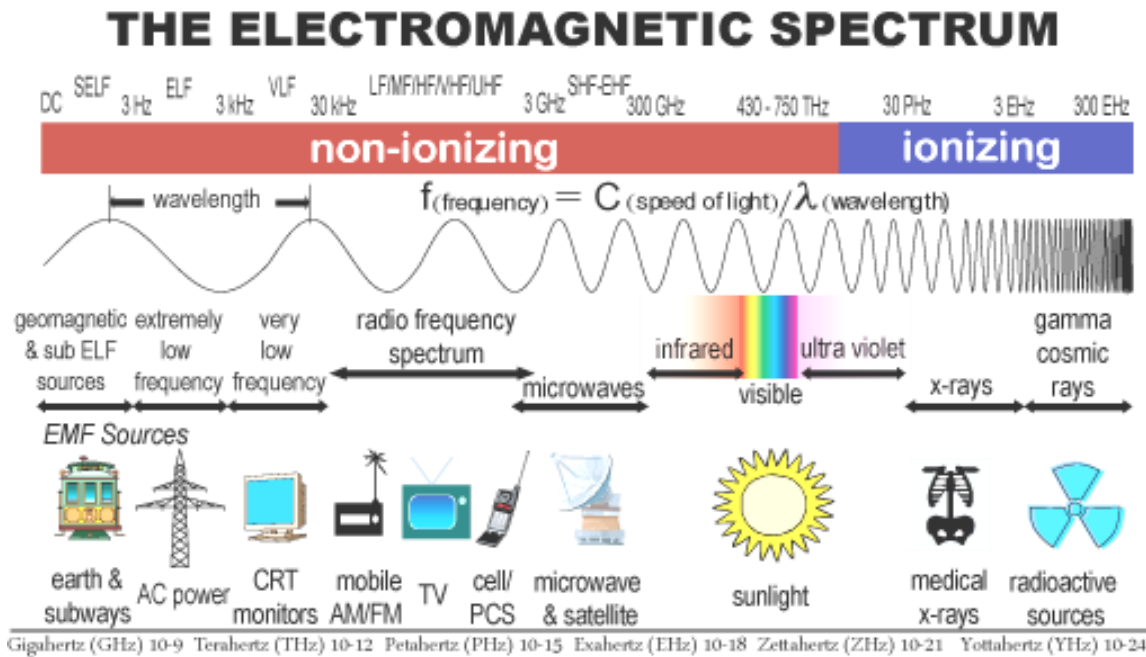 THE ELECTROMAGNETIC SPECTRUM
SELF ELF VLF LF/MF/HF/VHF/UHF SHF-EHF
DC 3 Hz 3 kHz 30 kHz 3 GHz 300 GHz 430 - 750 THz 30 PHz 3 EHz 300 EHz
non-ionizing ionizing
wavelength f(frequency) = C (speed of light)/λ (wavelength)
geomagnetic
& sub ELF
sources
extremely
low
frequency
very
low
frequency
radio frequency
spectrum
microwaves
infrared
visible
ultra violet
x-rays
gamma
cosmic
rays
EMF Sources
earth &
subways
AC power
CRT
monitors
mobile
AM/FM
TV
cell/
PCS
microwave
& satellite
sunlight
medical
x-rays
radioactive
sources
Gigahertz (GHz) 10-9 Terahertz (THz) 10-12 Petahertz (PHz) 10-15 Exahertz (EHz) 10-18 Zettahertz (ZHz) 10-21 Yottahertz (YHz) 10-24